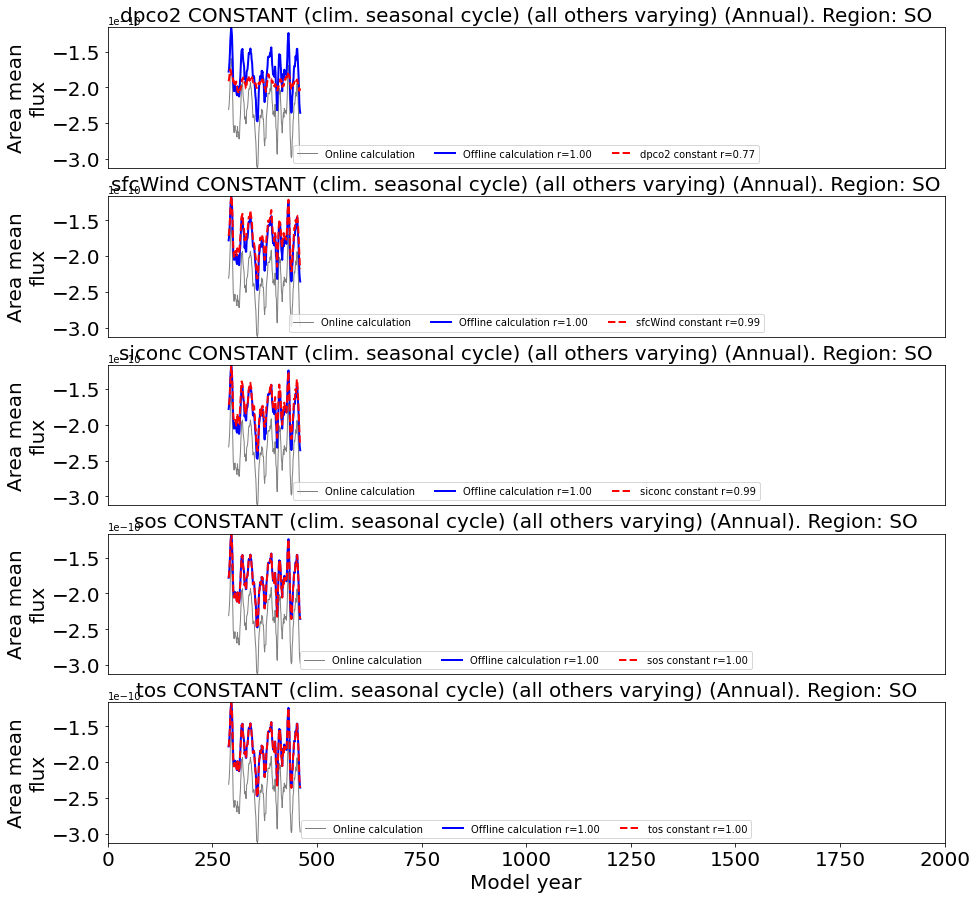 dpco2 CONSTANT (clim. seasonal cycle) (all others varying) (Annual). Region: SO
1e−10
−1.5
−2.0
−2.5
−3.0
Area mean
flux
Online calculation
Offline calculation r=1.00
dpco2 constant r=0.77
sfcWind CONSTANT (clim. seasonal cycle) (all others varying) (Annual). Region: SO
1e−10
−1.5
−2.0
−2.5
−3.0
Area mean
flux
Online calculation
Offline calculation r=1.00
sfcWind constant r=0.99
siconc CONSTANT (clim. seasonal cycle) (all others varying) (Annual). Region: SO
1e−10
−1.5
−2.0
−2.5
−3.0
Area mean
flux
Online calculation
Offline calculation r=1.00
siconc constant r=0.99
sos CONSTANT (clim. seasonal cycle) (all others varying) (Annual). Region: SO
1e−10
−1.5
−2.0
−2.5
−3.0
Area mean
flux
Online calculation
Offline calculation r=1.00
sos constant r=1.00
tos CONSTANT (clim. seasonal cycle) (all others varying) (Annual). Region: SO
1e−10
−1.5
−2.0
−2.5
−3.0
Area mean
flux
Online calculation
Offline calculation r=1.00
tos constant r=1.00
0 250 500 750 1000 1250 1500 1750 2000
Model year